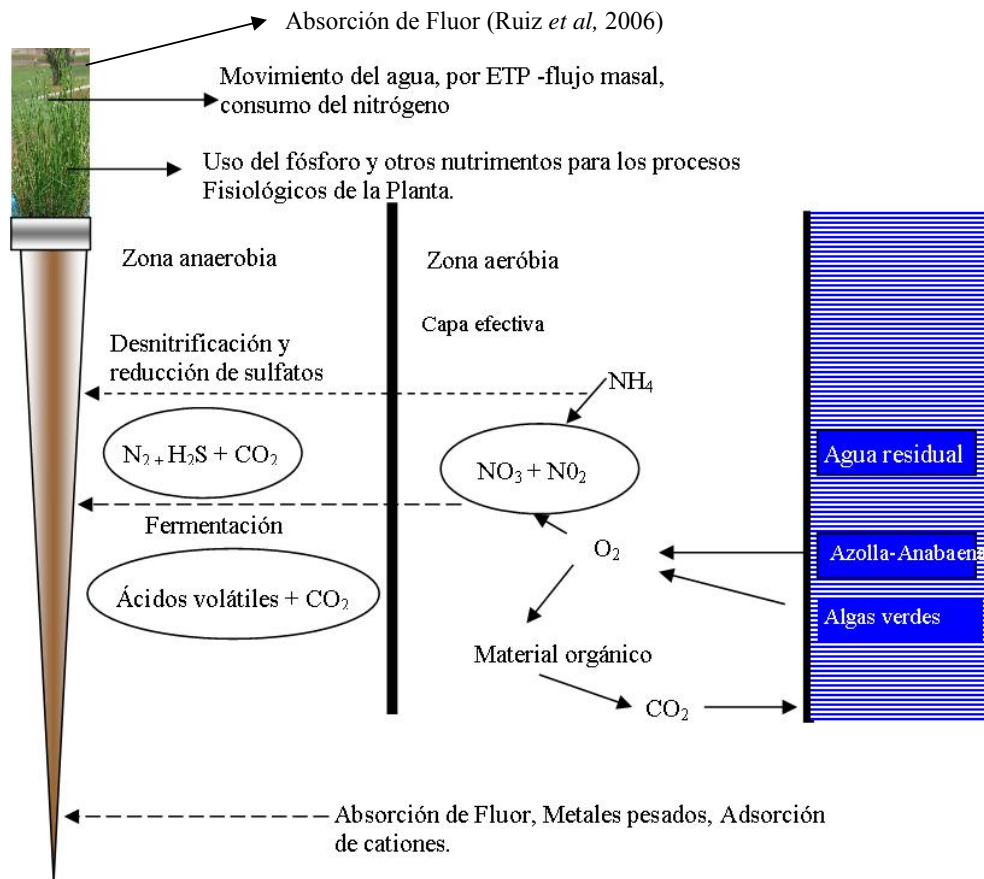 Absorción de Fluor (Ruiz et al, 2006)
Movimiento del agua, por ETP -flujo masal,
consumo del nitrógeno
Uso del fósforo y otros nutrimentos para los procesos
Fisiológicos de la Planta.
Zona anaerobia
Zona aeróbia
Capa efectiva
Desnitrificación y
reducción de sulfatos
NH₄
N₂ + H₂S + CO₂
NO₃ + N0₂
Agua residual
Fermentación
O₂
Azolla-Anabaena
Ácidos volátiles + CO₂
Algas verdes
Material orgánico
CO₂
Absorción de Fluor, Metales pesados, Adsorción
de cationes.